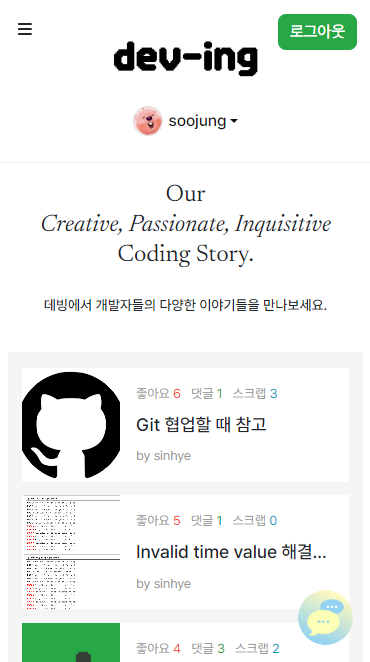 로그아웃
dev-ing
soojung
Our
Creative, Passionate, Inquisitive
Coding Story.
데빙에서 개발자들의 다양한 이야기들을 만나보세요.
좋아요 6 댓글 1 스크랩 3
Git 협업할 때 참고
by sinhye
좋아요 5 댓글 1 스크랩 0
Invalid time value 해결...
by sinhye
좋아요 4 댓글 3 스크랩 2